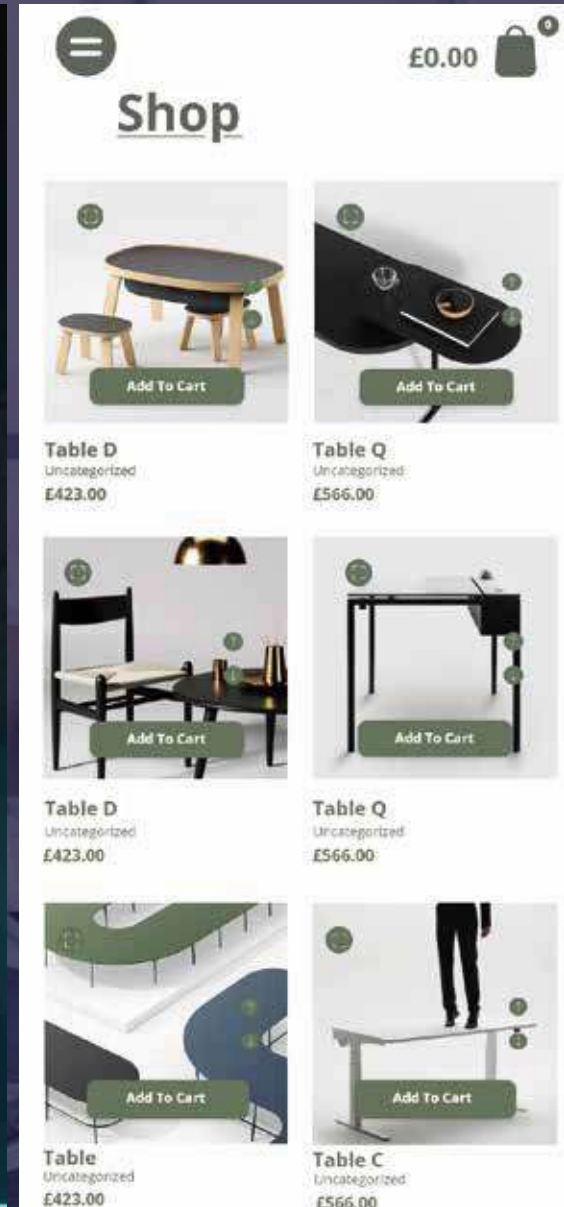 £0.00
0
Shop
Add To Cart
Add To Cart
Table D
Uncategorized
£423.00
Table Q
Uncategorized
£566.00
Add To Cart
Add To Cart
Table D
Uncategorized
£423.00
Table Q
Uncategorized
£566.00
Add To Cart
Add To Cart
Table
Uncategorized
£423.00
Table C
Uncategorized
£566.00